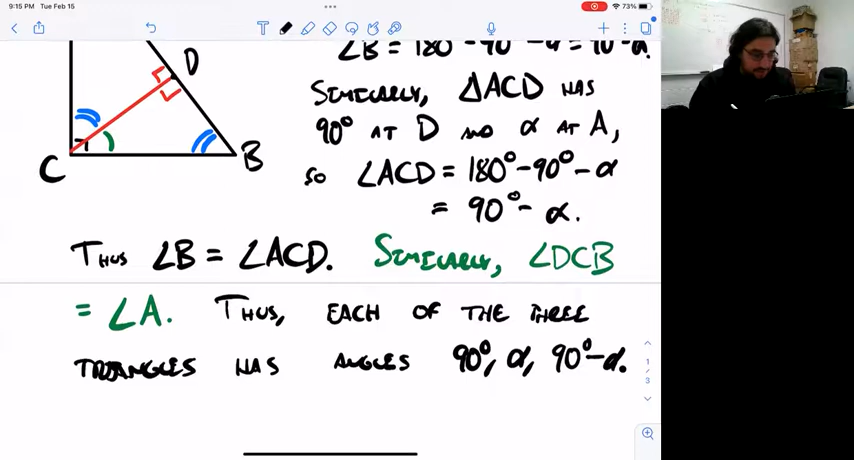 9:15 PM Tue Feb 15
73%
D
C
B
∠B = 180°-90°-α = 90°-α.
SIMILARLY, ΔACD HAS
90° AT D AND α AT A,
SO ∠ACD = 180°-90°-α
= 90°-α.
THUS ∠B = ∠ACD. SIMILARLY, ∠DCB
= ∠A. THUS, EACH OF THE THREE
TRIANGLES HAS ANGLES 90°, α, 90°-α.
1
/
3